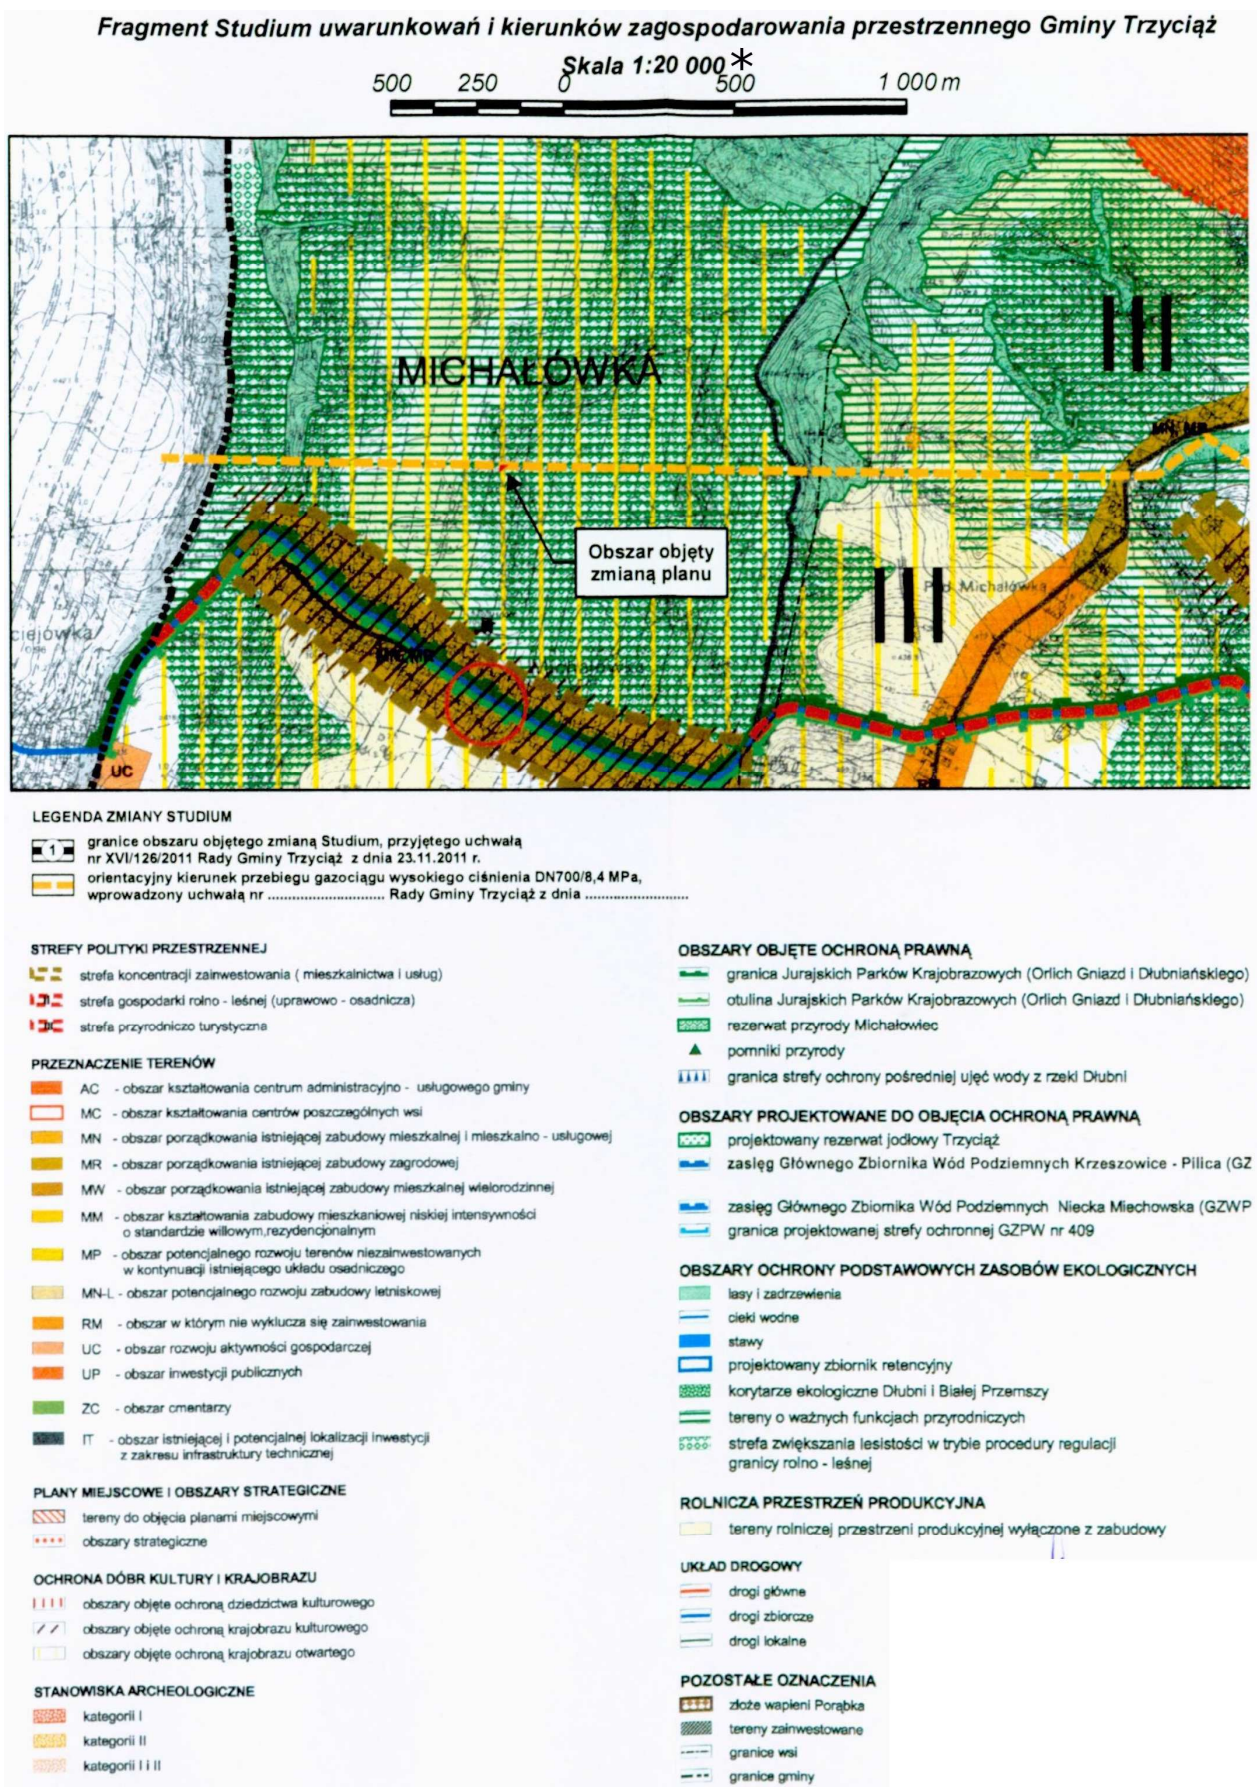 Fragment Studium uwarunkowań i kierunków zagospodarowania przestrzennego Gminy Trzyciąż
Skala 1:20 000*
500 250 0 500 1 000 m
MICHAŁÓWKA
MN, MR
Obszar objęty
zmianą planu
Pod Michałówką
ciejówka
MN, MR
UC
RM
LEGENDA ZMIANY STUDIUM
1 granice obszaru objętego zmianą Studium, przyjętego uchwałą
nr XVI/126/2011 Rady Gminy Trzyciąż z dnia 23.11.2011 r.
orientacyjny kierunek przebiegu gazociągu wysokiego ciśnienia DN700/8,4 MPa,
wprowadzony uchwałą nr ............................. Rady Gminy Trzyciąż z dnia ..........................
STREFY POLITYKI PRZESTRZENNEJ
strefa koncentracji zainwestowania ( mieszkalnictwa i usług)
II strefa gospodarki rolno - leśnej (uprawowo - osadnicza)
III strefa przyrodniczo turystyczna
PRZEZNACZENIE TERENÓW
AC - obszar kształtowania centrum administracyjno - usługowego gminy
MC - obszar kształtowania centrów poszczególnych wsi
MN - obszar porządkowania istniejącej zabudowy mieszkalnej i mieszkalno - usługowej
MR - obszar porządkowania istniejącej zabudowy zagrodowej
MW - obszar porządkowania istniejącej zabudowy mieszkalnej wielorodzinnej
MM - obszar kształtowania zabudowy mieszkaniowej niskiej intensywności
o standardzie willowym,rezydencjonalnym
MP - obszar potencjalnego rozwoju terenów niezainwestowanych
w kontynuacji istniejącego układu osadniczego
MN-L - obszar potencjalnego rozwoju zabudowy letniskowej
RM - obszar w którym nie wyklucza się zainwestowania
UC - obszar rozwoju aktywności gospodarczej
UP - obszar inwestycji publicznych
ZC - obszar cmentarzy
IT - obszar istniejącej i potencjalnej lokalizacji inwestycji
z zakresu infrastruktury technicznej
PLANY MIEJSCOWE I OBSZARY STRATEGICZNE
tereny do objęcia planami miejscowymi
obszary strategiczne
OCHRONA DÓBR KULTURY I KRAJOBRAZU
obszary objęte ochroną dziedzictwa kulturowego
obszary objęte ochroną krajobrazu kulturowego
obszary objęte ochroną krajobrazu otwartego
STANOWISKA ARCHEOLOGICZNE
kategorii I
kategorii II
kategorii I i II
OBSZARY OBJĘTE OCHRONĄ PRAWNĄ
granica Jurajskich Parków Krajobrazowych (Orlich Gniazd i Dłubniańskiego)
otulina Jurajskich Parków Krajobrazowych (Orlich Gniazd i Dłubniańskiego)
rezerwat przyrody Michałowiec
pomniki przyrody
granica strefy ochrony pośredniej ujęć wody z rzeki Dłubni
OBSZARY PROJEKTOWANE DO OBJĘCIA OCHRONĄ PRAWNĄ
projektowany rezerwat jodłowy Trzyciąż
zasięg Głównego Zbiornika Wód Podziemnych Krzeszowice - Pilica (GZ
zasięg Głównego Zbiornika Wód Podziemnych Niecka Miechowska (GZWP
granica projektowanej strefy ochronnej GZPW nr 409
OBSZARY OCHRONY PODSTAWOWYCH ZASOBÓW EKOLOGICZNYCH
lasy i zadrzewienia
cieki wodne
stawy
projektowany zbiornik retencyjny
korytarze ekologiczne Dłubni i Białej Przemszy
tereny o ważnych funkcjach przyrodniczych
strefa zwiększania lesistości w trybie procedury regulacji
granicy rolno - leśnej
ROLNICZA PRZESTRZEŃ PRODUKCYJNA
tereny rolniczej przestrzeni produkcyjnej wyłączone z zabudowy
UKŁAD DROGOWY
drogi główne
drogi zbiorcze
drogi lokalne
POZOSTAŁE OZNACZENIA
złoże wapieni Porąbka
tereny zainwestowane
granice wsi
granice gminy